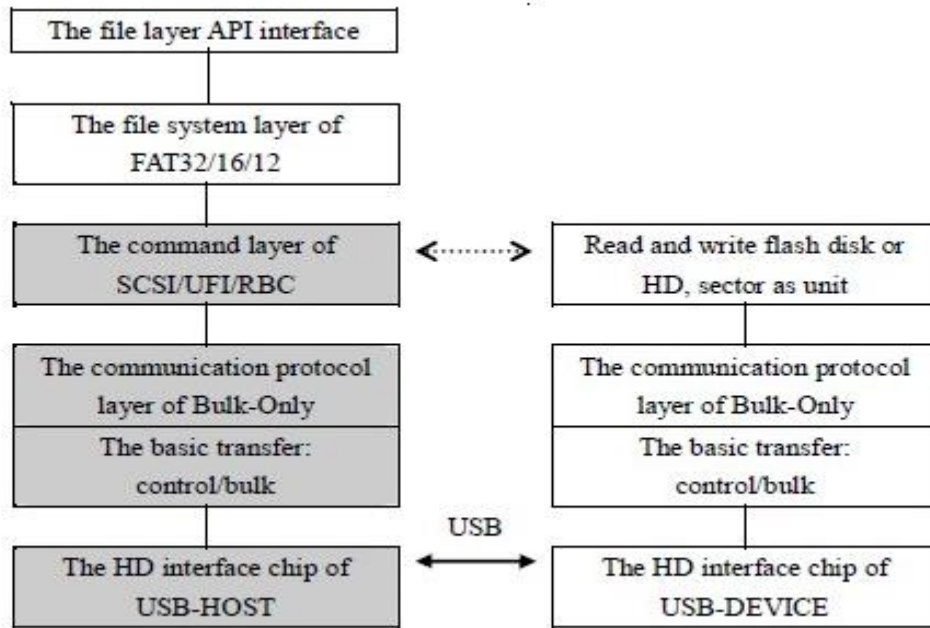 The file layer API interface
The file system layer of
FAT32/16/12
The command layer of
SCSI/UFI/RBC
Read and write flash disk or
HD, sector as unit
The communication protocol
layer of Bulk-Only
The basic transfer:
control/bulk
The communication protocol
layer of Bulk-Only
The basic transfer:
control/bulk
USB
The HD interface chip of
USB-HOST
The HD interface chip of
USB-DEVICE